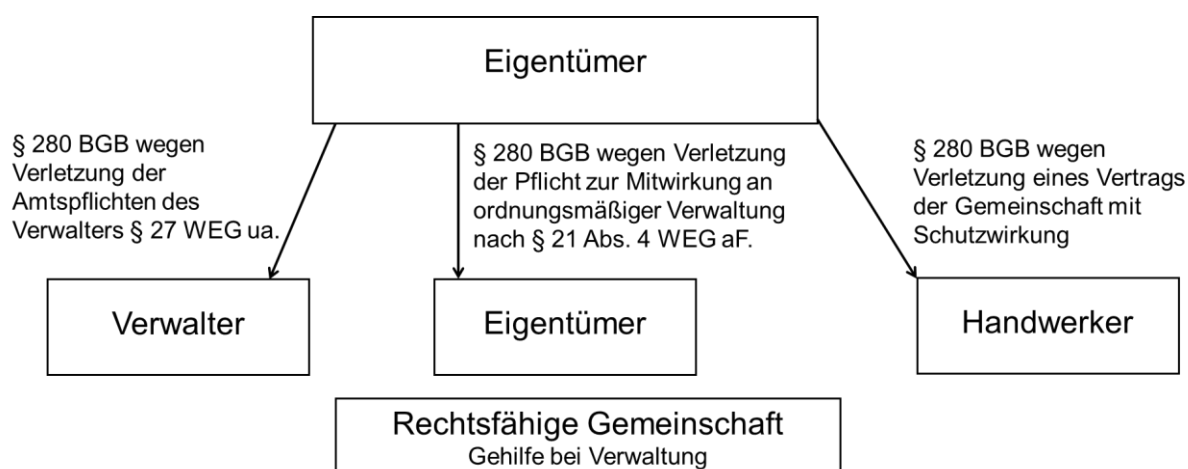 Eigentümer
§ 280 BGB wegen
Verletzung der
Amtspflichten des
Verwalters § 27 WEG ua.
§ 280 BGB wegen Verletzung
der Pflicht zur Mitwirkung an
ordnungsmäßiger Verwaltung
nach § 21 Abs. 4 WEG aF.
§ 280 BGB wegen
Verletzung eines Vertrags
der Gemeinschaft mit
Schutzwirkung
Verwalter
Eigentümer
Handwerker
Rechtsfähige Gemeinschaft
Gehilfe bei Verwaltung